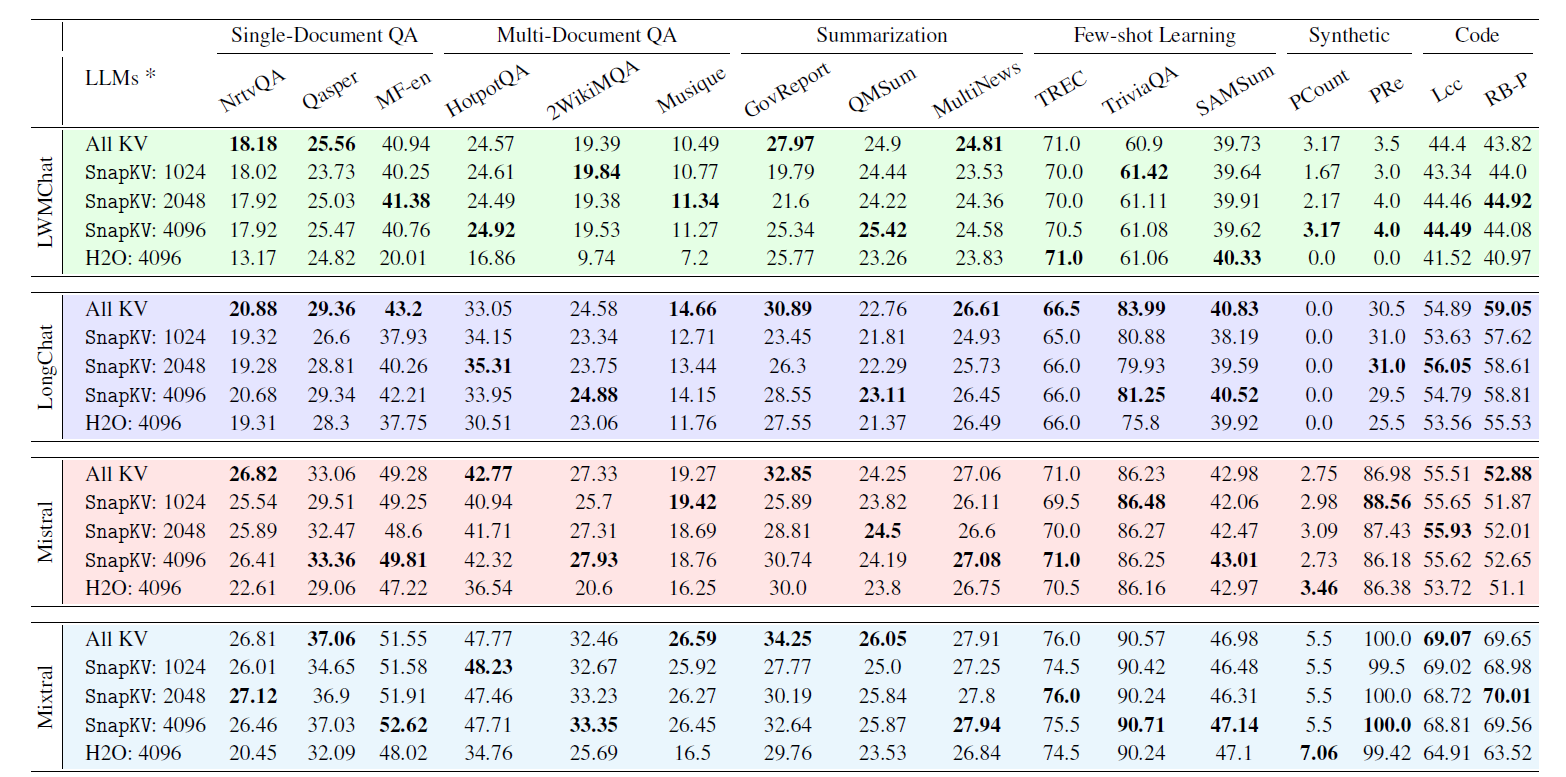 Single-Document QA Multi-Document QA Summarization Few-shot Learning Synthetic Code
LLMs * NrtvQA Qasper MF-en HotpotQA 2WikiMQA Musique GovReport QMSum MultiNews TREC TriviaQA SAMSum PCount PRe Lcc RB-P
LWMChat
All KV 18.18 25.56 40.94 24.57 19.39 10.49 27.97 24.9 24.81 71.0 60.9 39.73 3.17 3.5 44.4 43.82
SnapKV: 1024 18.02 23.73 40.25 24.61 19.84 10.77 19.79 24.44 23.53 70.0 61.42 39.64 1.67 3.0 43.34 44.0
SnapKV: 2048 17.92 25.03 41.38 24.49 19.38 11.34 21.6 24.22 24.36 70.0 61.11 39.91 2.17 4.0 44.46 44.92
SnapKV: 4096 17.92 25.47 40.76 24.92 19.53 11.27 25.34 25.42 24.58 70.5 61.08 39.62 3.17 4.0 44.49 44.08
H2O: 4096 13.17 24.82 20.01 16.86 9.74 7.2 25.77 23.26 23.83 71.0 61.06 40.33 0.0 0.0 41.52 40.97
LongChat
All KV 20.88 29.36 43.2 33.05 24.58 14.66 30.89 22.76 26.61 66.5 83.99 40.83 0.0 30.5 54.89 59.05
SnapKV: 1024 19.32 26.6 37.93 34.15 23.34 12.71 23.45 21.81 24.93 65.0 80.88 38.19 0.0 31.0 53.63 57.62
SnapKV: 2048 19.28 28.81 40.26 35.31 23.75 13.44 26.3 22.29 25.73 66.0 79.93 39.59 0.0 31.0 56.05 58.61
SnapKV: 4096 20.68 29.34 42.21 33.95 24.88 14.15 28.55 23.11 26.45 66.0 81.25 40.52 0.0 29.5 54.79 58.81
H2O: 4096 19.31 28.3 37.75 30.51 23.06 11.76 27.55 21.37 26.49 66.0 75.8 39.92 0.0 25.5 53.56 55.53
Mistral
All KV 26.82 33.06 49.28 42.77 27.33 19.27 32.85 24.25 27.06 71.0 86.23 42.98 2.75 86.98 55.51 52.88
SnapKV: 1024 25.54 29.51 49.25 40.94 25.7 19.42 25.89 23.82 26.11 69.5 86.48 42.06 2.98 88.56 55.65 51.87
SnapKV: 2048 25.89 32.47 48.6 41.71 27.31 18.69 28.81 24.5 26.6 70.0 86.27 42.47 3.09 87.43 55.93 52.01
SnapKV: 4096 26.41 33.36 49.81 42.32 27.93 18.76 30.74 24.19 27.08 71.0 86.25 43.01 2.73 86.18 55.62 52.65
H2O: 4096 22.61 29.06 47.22 36.54 20.6 16.25 30.0 23.8 26.75 70.5 86.16 42.97 3.46 86.38 53.72 51.1
Mixtral
All KV 26.81 37.06 51.55 47.77 32.46 26.59 34.25 26.05 27.91 76.0 90.57 46.98 5.5 100.0 69.07 69.65
SnapKV: 1024 26.01 34.65 51.58 48.23 32.67 25.92 27.77 25.0 27.25 74.5 90.42 46.48 5.5 99.5 69.02 68.98
SnapKV: 2048 27.12 36.9 51.91 47.46 33.23 26.27 30.19 25.84 27.8 76.0 90.24 46.31 5.5 100.0 68.72 70.01
SnapKV: 4096 26.46 37.03 52.62 47.71 33.35 26.45 32.64 25.87 27.94 75.5 90.71 47.14 5.5 100.0 68.81 69.56
H2O: 4096 20.45 32.09 48.02 34.76 25.69 16.5 29.76 23.53 26.84 74.5 90.24 47.1 7.06 99.42 64.91 63.52